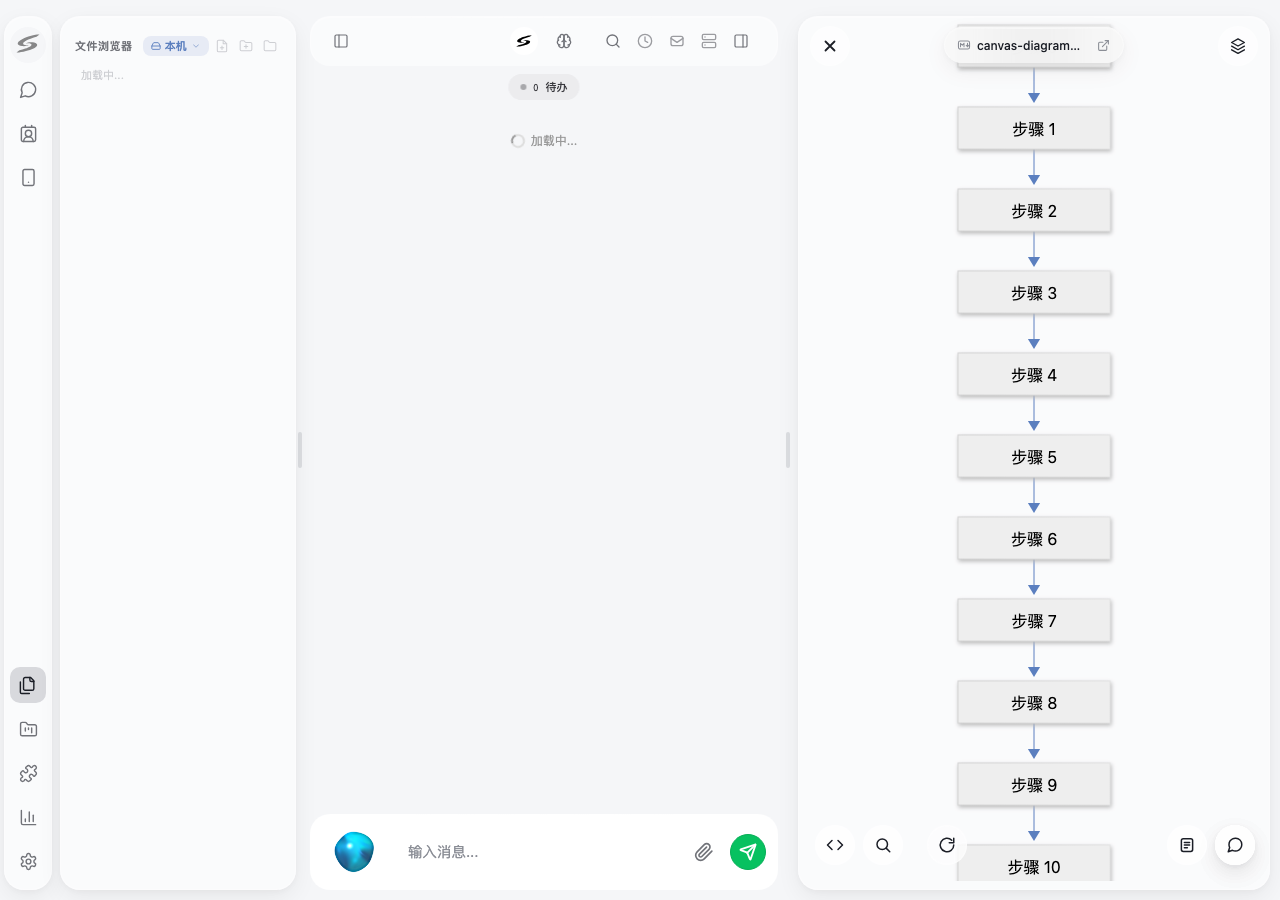 文件浏览器
本机
加载中...
0 待办
加载中...
输入消息...
canvas-diagram...
步骤 1
步骤 2
步骤 3
步骤 4
步骤 5
步骤 6
步骤 7
步骤 8
步骤 9
步骤 10